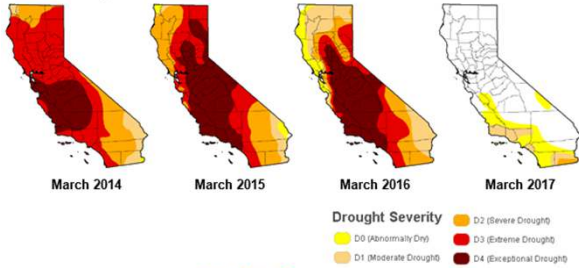 March 2014
March 2015
March 2016
March 2017
Drought Severity
D0 (Abnormally Dry)
D1 (Moderate Drought)
D2 (Severe Drought)
D3 (Extreme Drought)
D4 (Exceptional Drought)